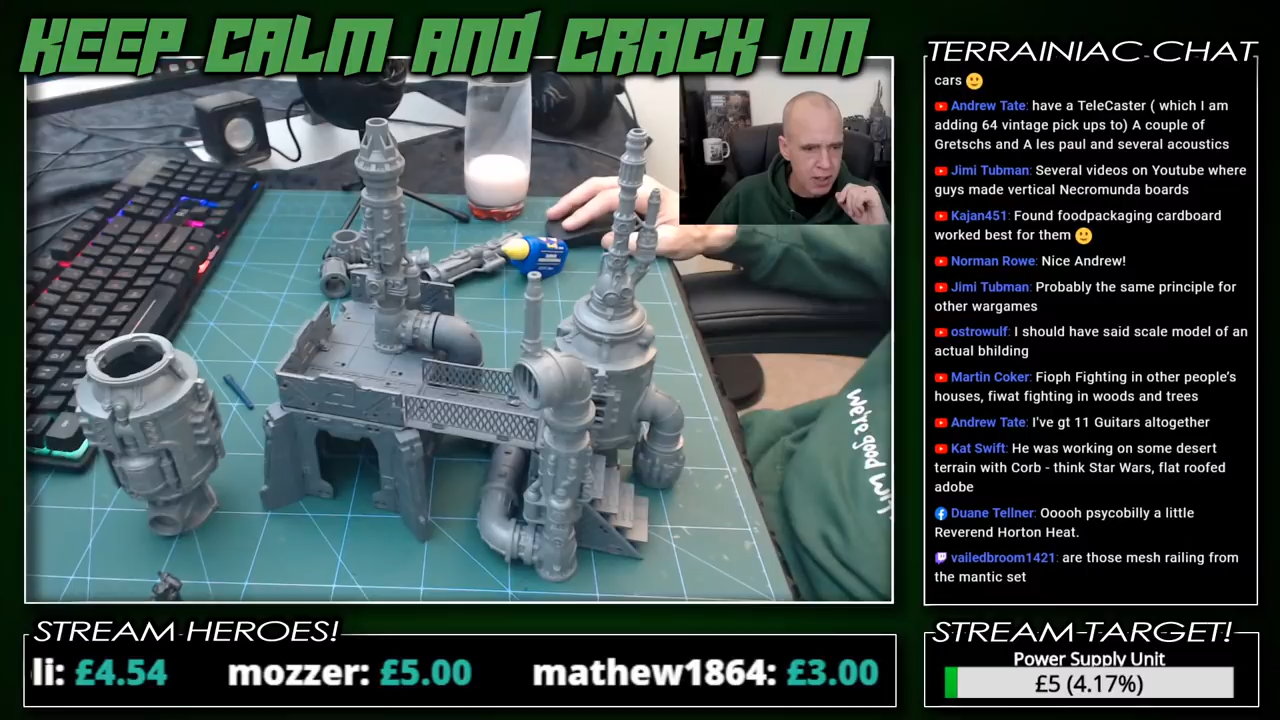 KEEP CALM AND CRACK ON
TERRAINIAC-CHAT
cars 🙂
Andrew Tate: have a TeleCaster ( which I am
adding 64 vintage pick ups to) A couple of
Gretschs and A les paul and several acoustics
Jimi Tubman: Several videos on Youtube where
guys made vertical Necromunda boards
Kajan451: Found foodpackaging cardboard
worked best for them 🙂
Norman Rowe: Nice Andrew!
Jimi Tubman: Probably the same principle for
other wargames
ostrowulf: I should have said scale model of an
actual bhilding
Martin Coker: Fioph Fighting in other people's
houses, fiwat fighting in woods and trees
Andrew Tate: I've gt 11 Guitars altogether
Kat Swift: He was working on some desert
terrain with Corb - think Star Wars, flat roofed
adobe
Duane Tellner: Ooooh psycobilly a little
Reverend Horton Heat.
vailedbroom1421: are those mesh railing from
the mantic set
We're good
STREAM HEROES!
li: £4.54 mozzer: £5.00 mathew1864: £3.00
STREAM-TARGET!
Power Supply Unit
£5 (4.17%)